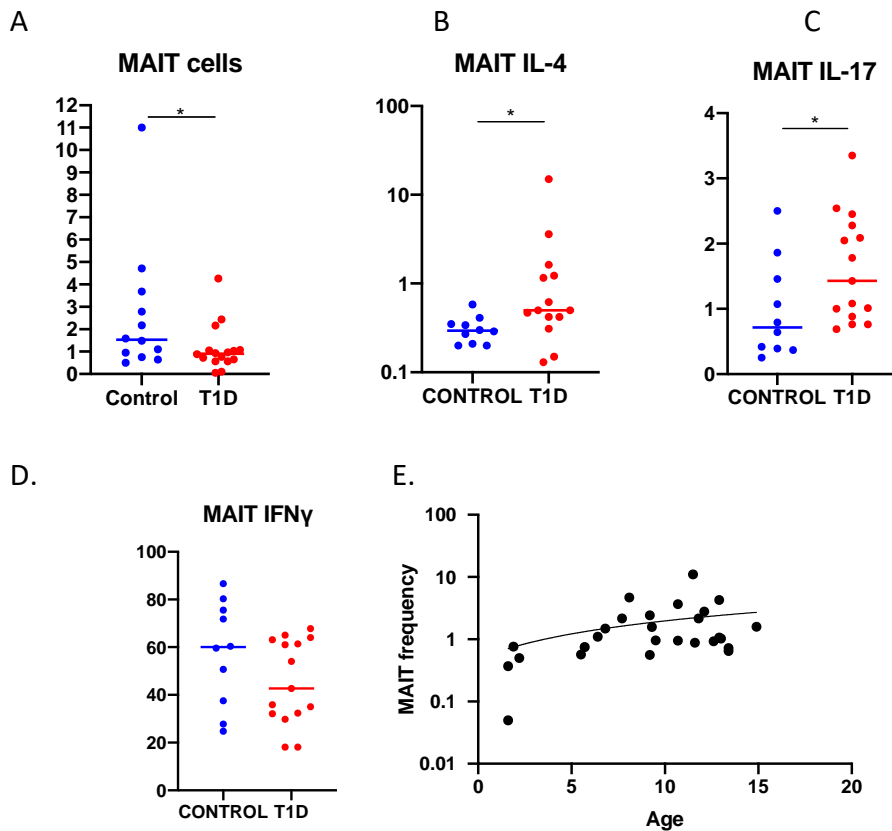 A
MAIT cells
*
12
11
10
9
8
7
6
5
4
3
2
1
0
Control
T1D
B
MAIT IL-4
*
100
10
1
0.1
CONTROL T1D
C
MAIT IL-17
*
4
3
2
1
0
CONTROL T1D
D.
MAIT IFNγ
100
80
60
40
20
0
CONTROL T1D
E.
MAIT frequency
100
10
1
0.1
0.01
0
5
10
15
20
Age